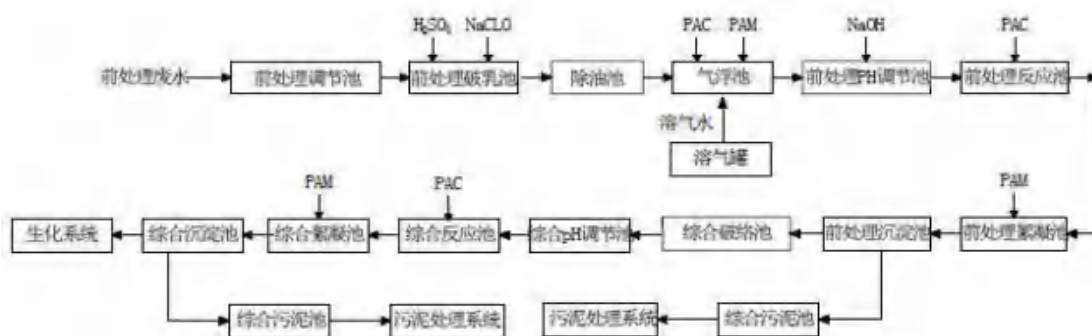 H₂SO₄ NaCLO PAC PAM NaOH PAC
前处理废水 前处理调节池 前处理破乳池 除油池 气浮池 前处理PH调节池 前处理反应池
溶气水
溶气罐
PAM PAC PAM
生化系统 综合沉淀池 综合絮凝池 综合反应池 综合pH调节池 综合破络池 前处理沉淀池 前处理絮凝池
综合污泥池 污泥处理系统 污泥处理系统 综合污泥池